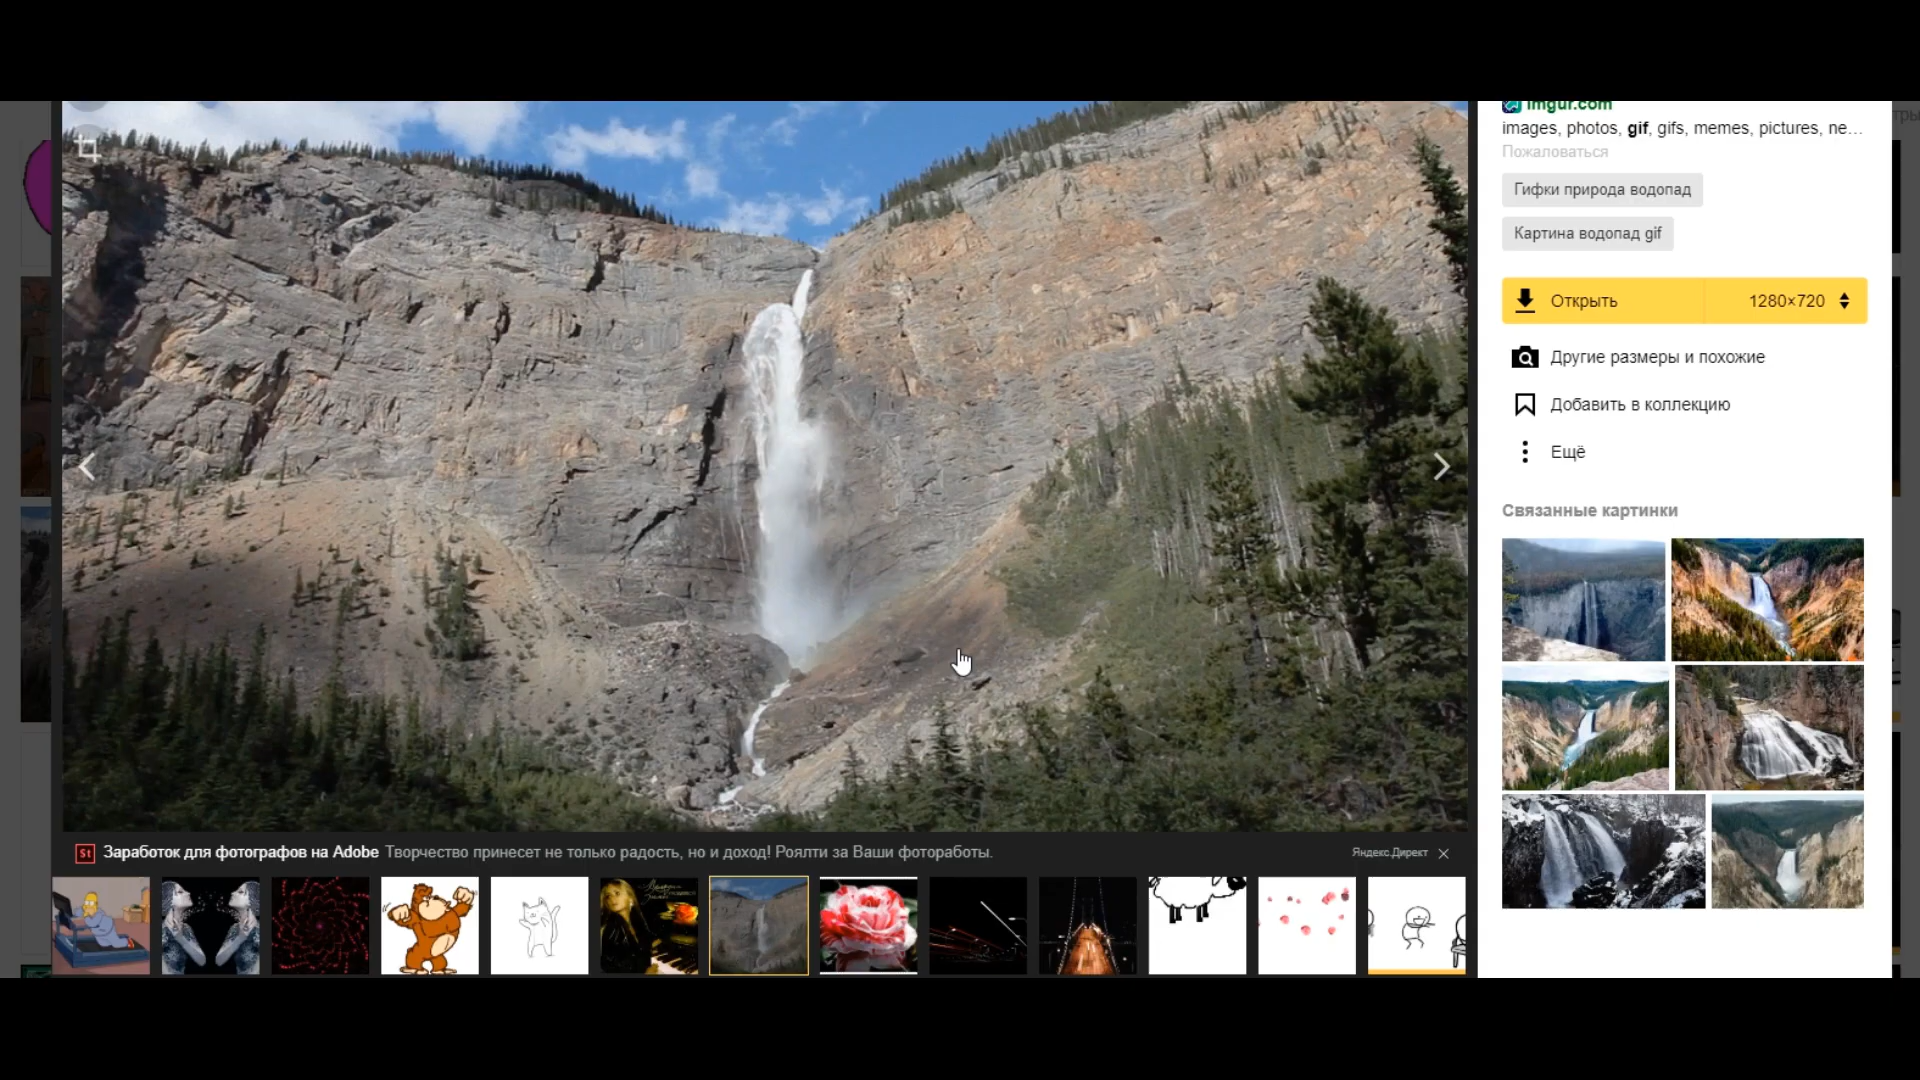 imgur.com
images, photos, gif, gifs, memes, pictures, ne…
Пожаловаться
Гифки природа водопад
Картина водопад gif
Открыть 1280×720
Другие размеры и похожие
Добавить в коллекцию
Ещё
Связанные картинки
St Заработок для фотографов на Adobe Творчество принесет не только радость, но и доход! Роялти за Ваши фотоработы.
Яндекс.Директ